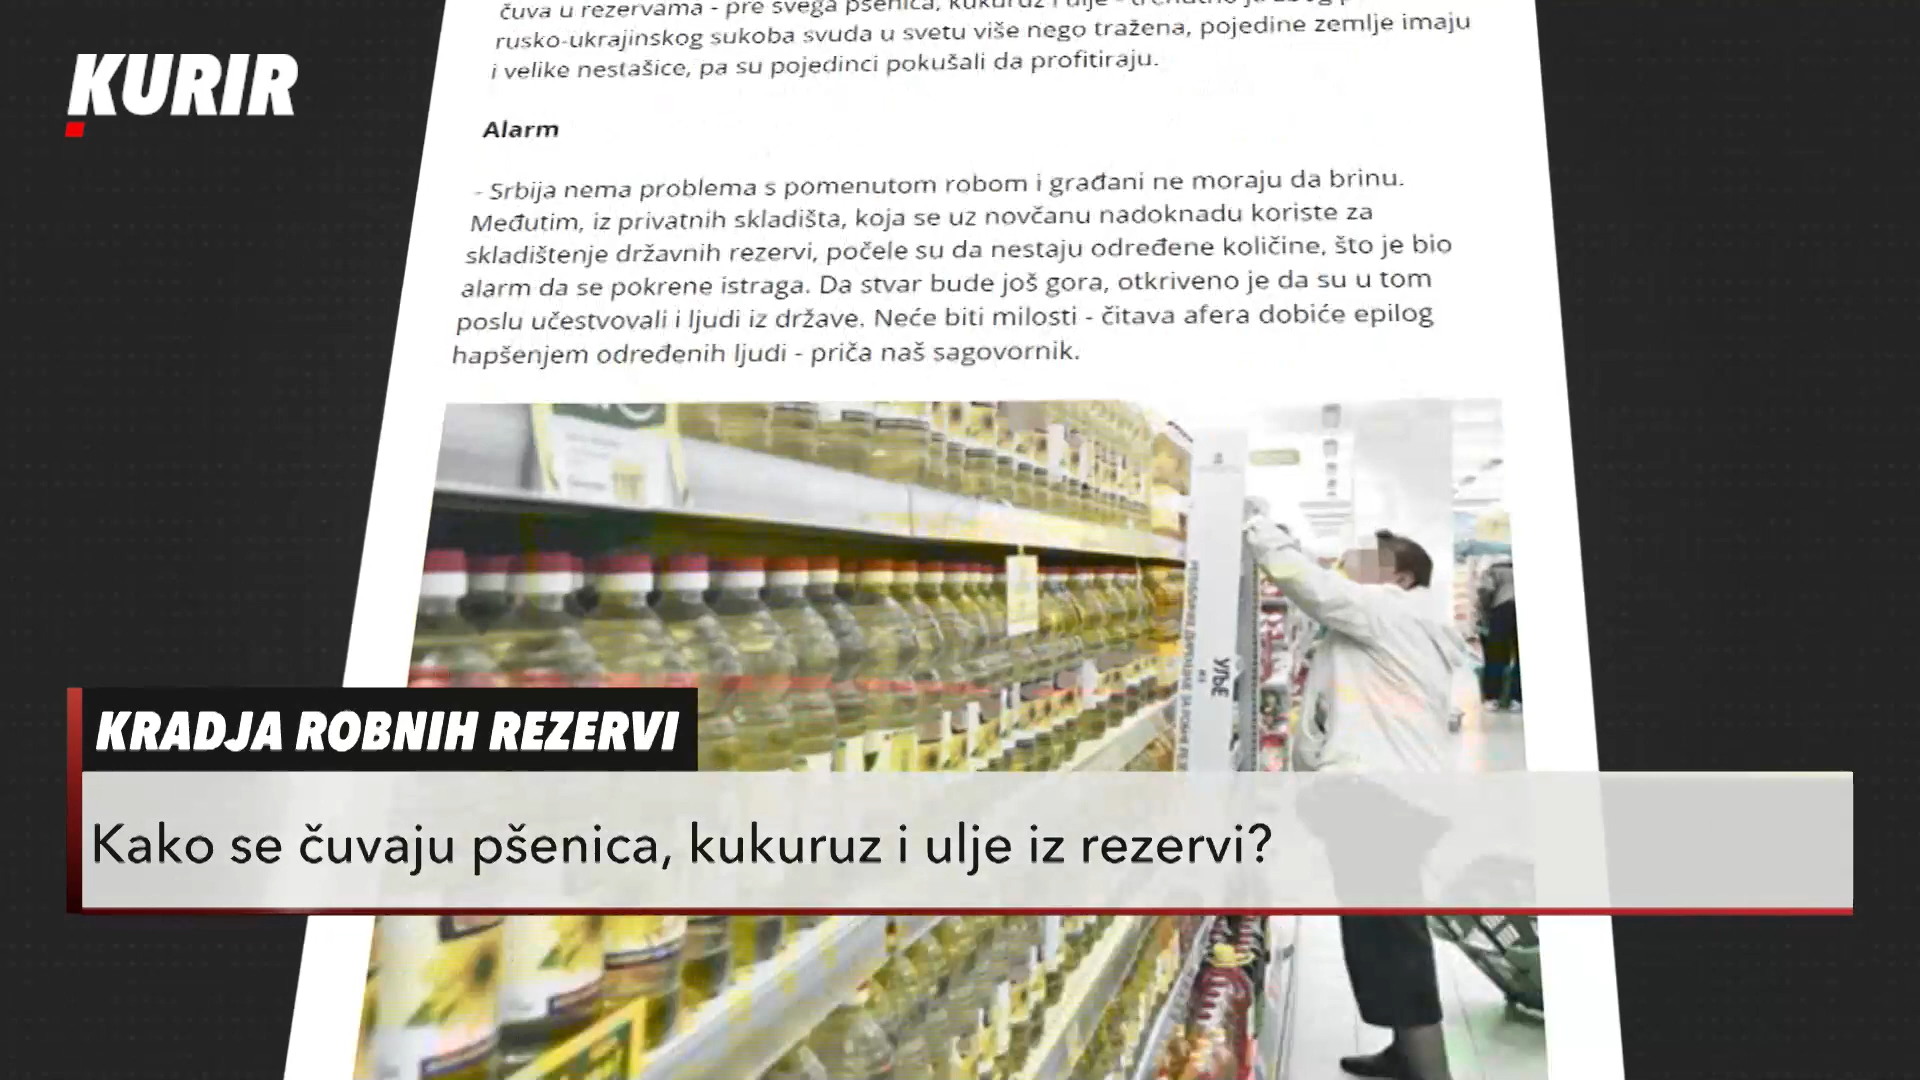 čuva u rezervama - pre svega pšenica, kukuruz i ulje - trenutno je zbog
rusko-ukrajinskog sukoba svuda u svetu više nego tražena, pojedine zemlje imaju
i velike nestašice, pa su pojedinci pokušali da profitiraju.
KURIR
Alarm
- Srbija nema problema s pomenutom robom i građani ne moraju da brinu.
Međutim, iz privatnih skladišta, koja se uz novčanu nadoknadu koriste za
skladištenje državnih rezervi, počele su da nestaju određene količine, što je bio
alarm da se pokrene istraga. Da stvar bude još gora, otkriveno je da su u tom
poslu učestvovali i ljudi iz države. Neće biti milosti - čitava afera dobiće epilog
hapšenjem određenih ljudi - priča naš sagovornik.
УЉЕ
KRADJA ROBNIH REZERVI
Kako se čuvaju pšenica, kukuruz i ulje iz rezervi?